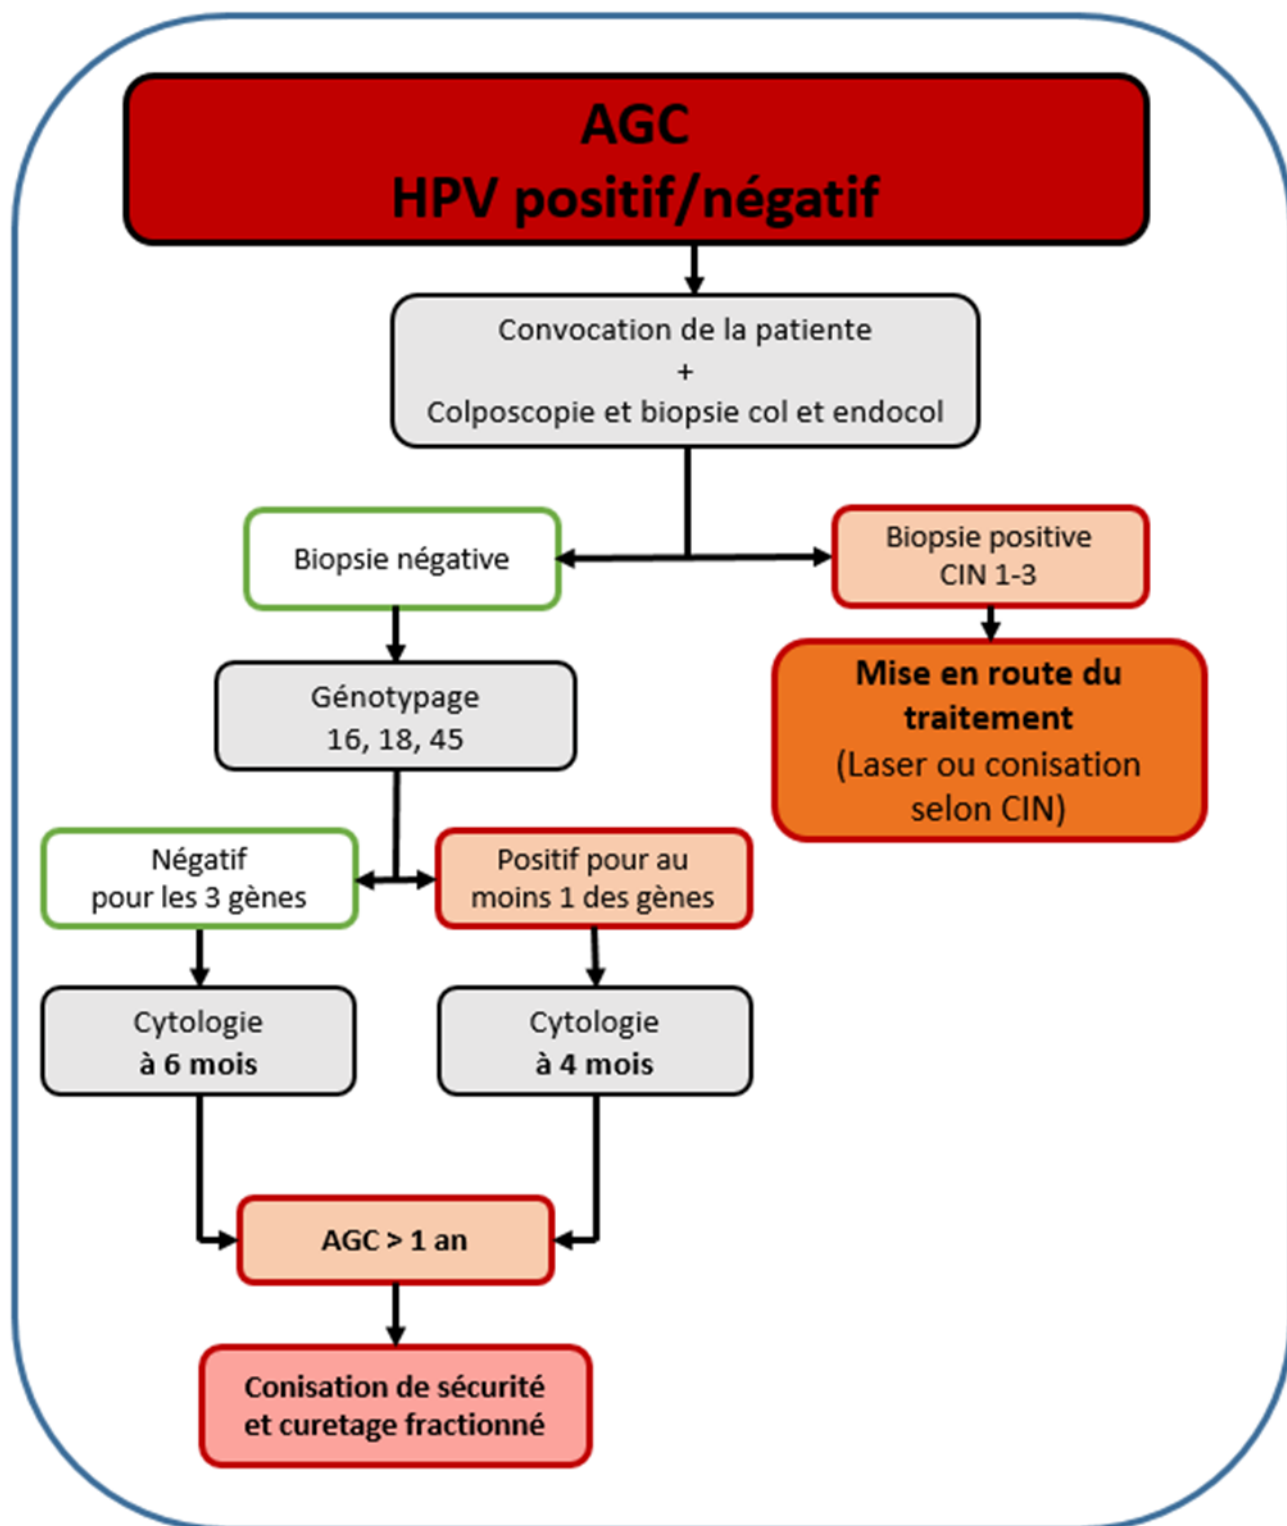 AGC
HPV positif/négatif
Convocation de la patiente
+
Colposcopie et biopsie col et endocol
Biopsie négative
Biopsie positive
CIN 1-3
Génotypage
16, 18, 45
Mise en route du
traitement
(Laser ou conisation
selon CIN)
Négatif
pour les 3 gènes
Positif pour au
moins 1 des gènes
Cytologie
à 6 mois
Cytologie
à 4 mois
AGC > 1 an
Conisation de sécurité
et curetage fractionné